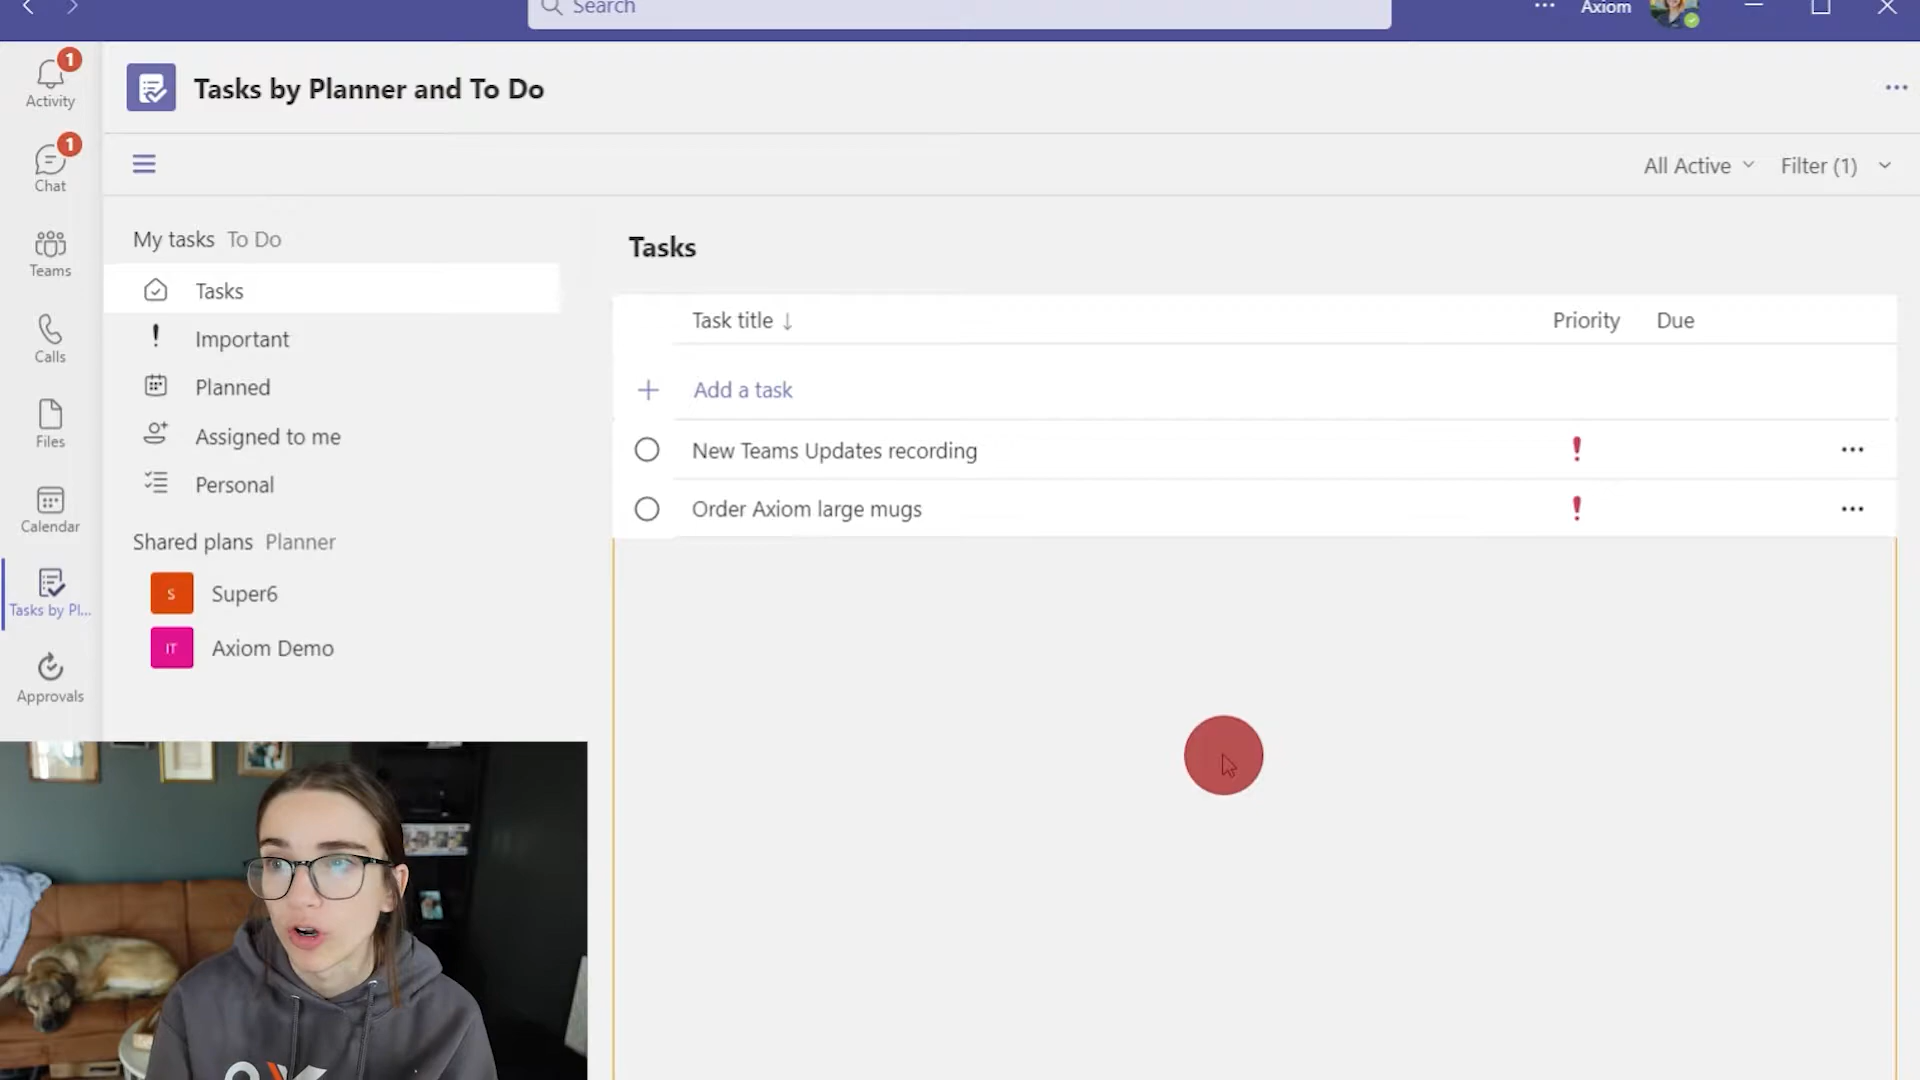 Search
Axiom
1
Activity
Tasks by Planner and To Do
1
Chat
All Active
Filter (1)
Teams
My tasks To Do
Tasks
Tasks
Important
Task title ↓
Priority
Due
Calls
Planned
Add a task
Files
Assigned to me
New Teams Updates recording
Personal
Order Axiom large mugs
Calendar
Shared plans Planner
S
Super6
Tasks by Pl...
IT
Axiom Demo
Approvals